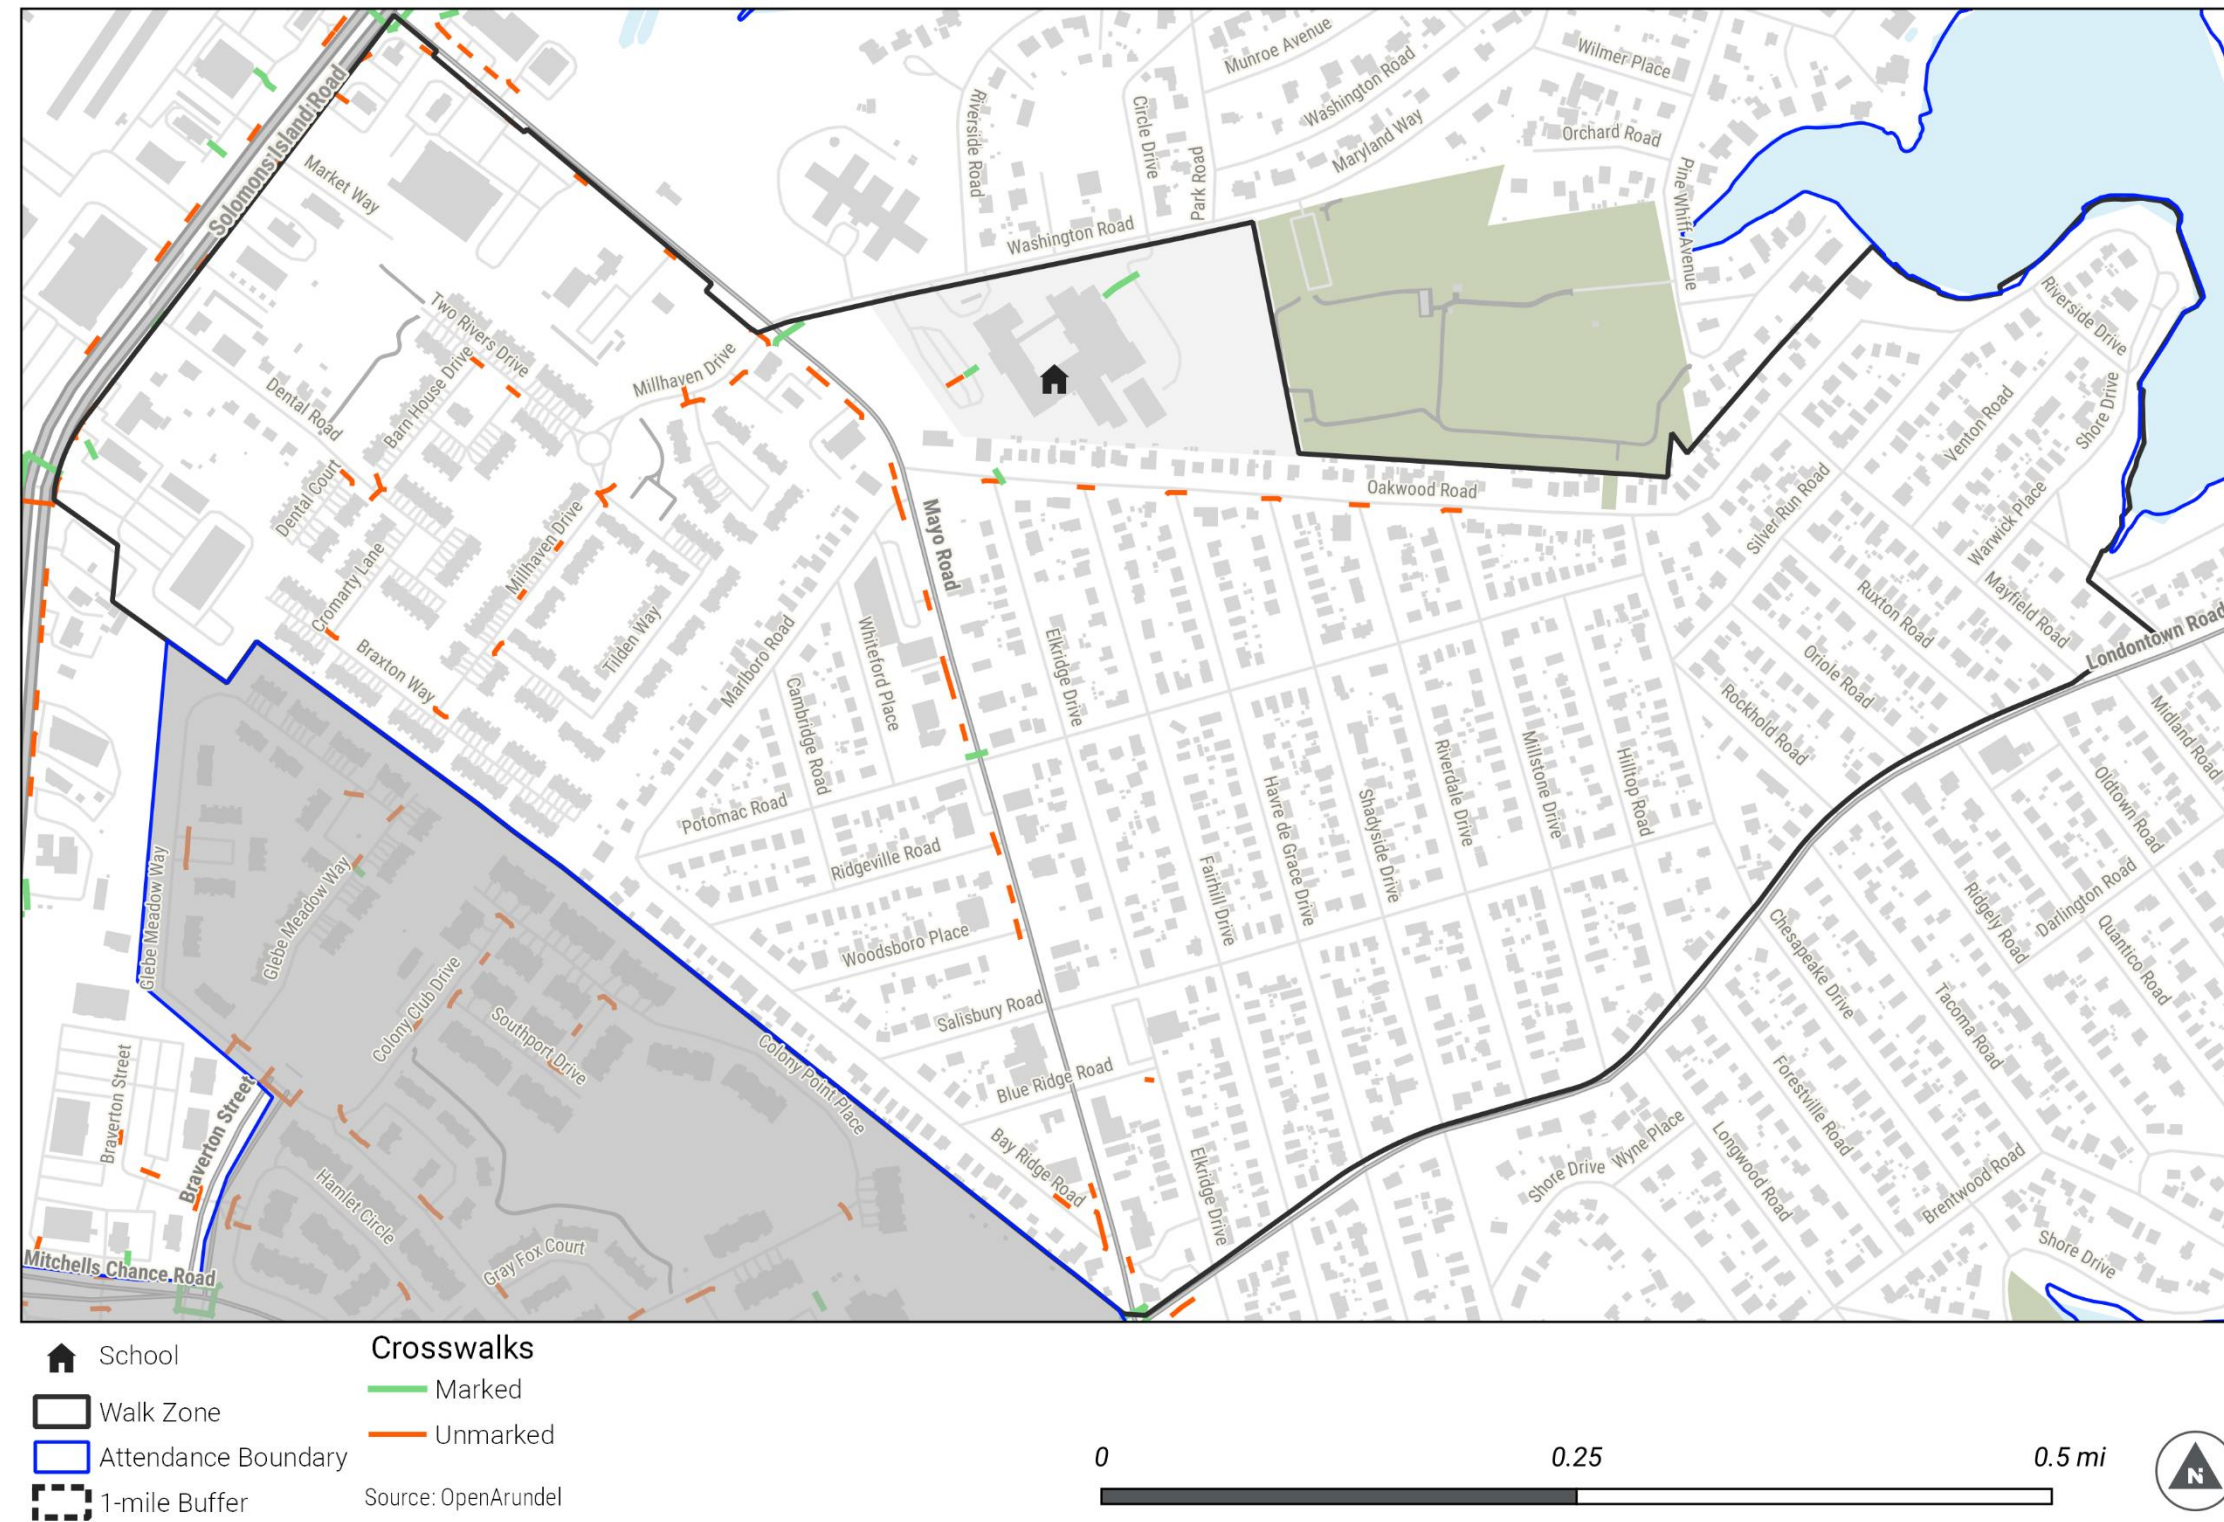 Munroe Avenue
Wilmer Place
Washington Road
Solomons Island Road
Riverside Road
Circle Drive
Maryland Way
Orchard Road
Park Road
Market Way
Pine Whiff Avenue
Washington Road
Two Rivers Drive
Riverside Drive
Millhaven Drive
Barn House Drive
Dental Road
Venton Road
Shore Drive
Dental Court
Oakwood Road
Mayo Road
Silver Run Road
Warwick Place
Millhaven Drive
Cromarty Lane
Mayfield Road
Ruxton Road
Londontown Road
Tilden Way
Marlboro Road
Whiteford Place
Elkridge Drive
Braxton Way
Oriole Road
Cambridge Road
Rockhold Road
Midland Road
Riverdale Drive
Millstone Drive
Hilltop Road
Potomac Road
Havre de Grace Drive
Shadyside Drive
Oldtown Road
Ridgeville Road
Fairhill Drive
Glebe Meadow Way
Glebe Meadow Way
Ridgely Road
Darlington Road
Woodsboro Place
Chesapeake Drive
Quantico Road
Colony Club Drive
Salisbury Road
Southport Drive
Tacoma Road
Colony Point Place
Blue Ridge Road
Forestville Road
Braverton Street
Braverton Street
Bay Ridge Road
Elkridge Drive
Shore Drive
Wyne Place
Longwood Road
Brentwood Road
Hamlet Circle
Gray Fox Court
Shore Drive
Mitchells Chance Road
School
Walk Zone
Attendance Boundary
1-mile Buffer
Crosswalks
Marked
Unmarked
Source: OpenArundel
0 0.25 0.5 mi
N